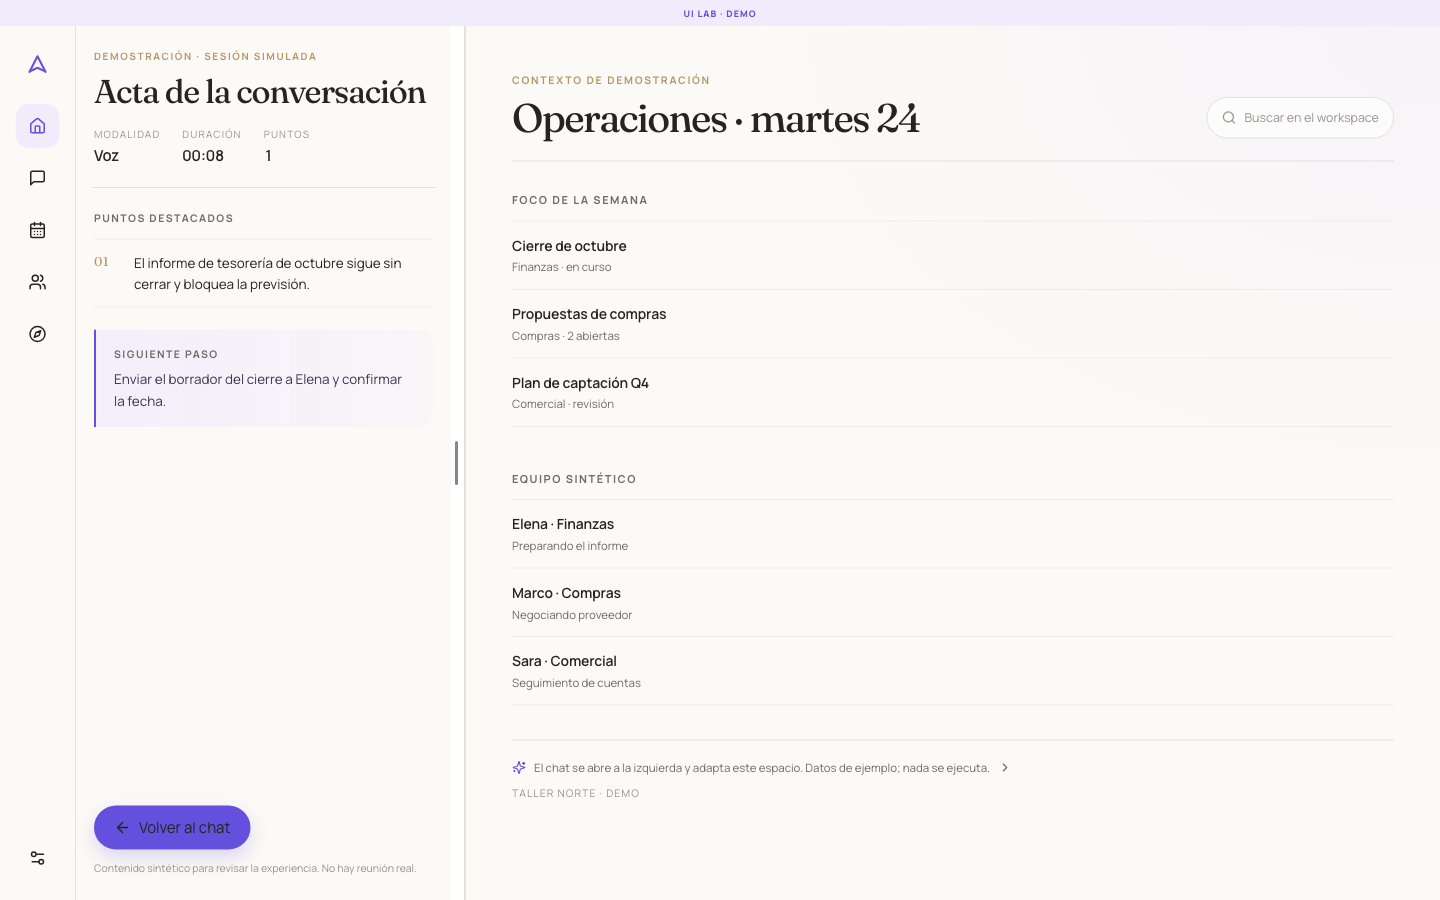 UI LAB · DEMO
DEMOSTRACIÓN · SESIÓN SIMULADA
Acta de la conversación
MODALIDAD DURACIÓN PUNTOS
Voz 00:08 1
PUNTOS DESTACADOS
01 El informe de tesorería de octubre sigue sin
cerrar y bloquea la previsión.
SIGUIENTE PASO
Enviar el borrador del cierre a Elena y confirmar
la fecha.
Volver al chat
Contenido sintético para revisar la experiencia. No hay reunión real.
CONTEXTO DE DEMOSTRACIÓN
Operaciones · martes 24
Buscar en el workspace
FOCO DE LA SEMANA
Cierre de octubre
Finanzas · en curso
Propuestas de compras
Compras · 2 abiertas
Plan de captación Q4
Comercial · revisión
EQUIPO SINTÉTICO
Elena · Finanzas
Preparando el informe
Marco · Compras
Negociando proveedor
Sara · Comercial
Seguimiento de cuentas
El chat se abre a la izquierda y adapta este espacio. Datos de ejemplo; nada se ejecuta.
TALLER NORTE · DEMO